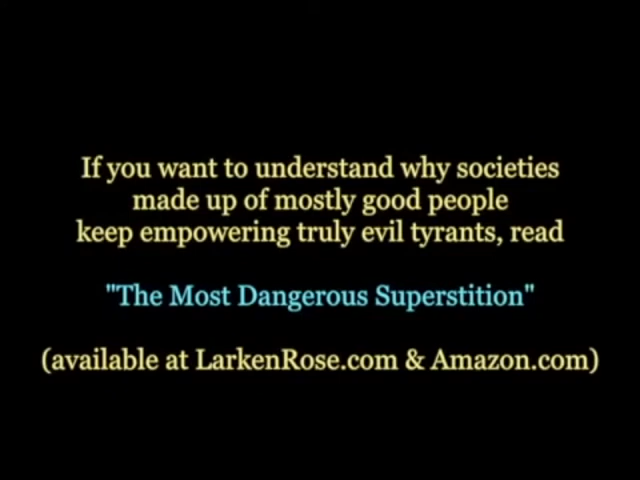 If you want to understand why societies
made up of mostly good people
keep empowering truly evil tyrants, read
"The Most Dangerous Superstition"
(available at LarkenRose.com & Amazon.com)